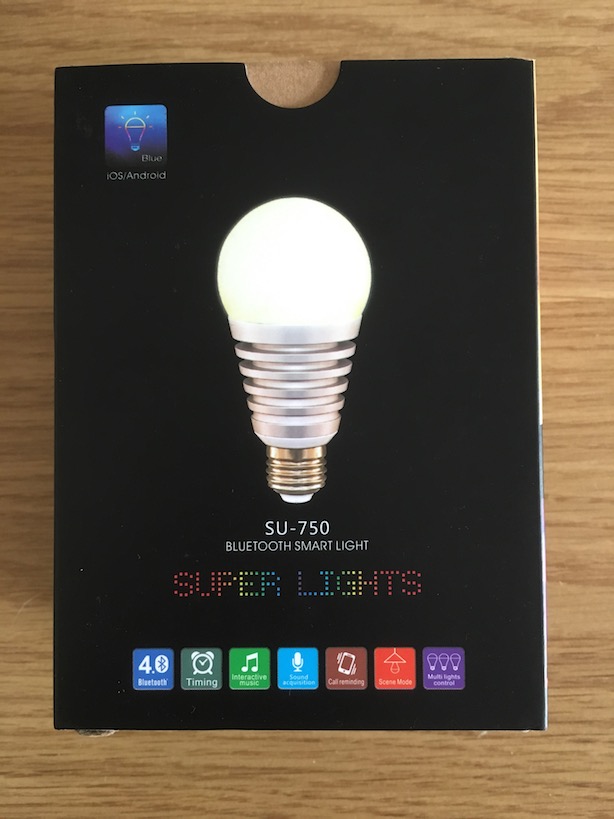 Blue
iOS/Android
SU-750
BLUETOOTH SMART LIGHT
SUPER LIGHTS
4.0
Bluetooth
Timing
Interactive
music
Sound
acquisition
Call reminding
Scene Mode
Multi lights
control